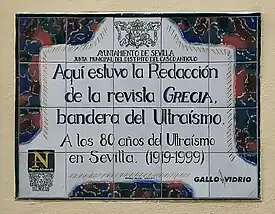 AYUNTAMIENTO DE SEVILLA
JUNTA MUNICIPAL DEL DISTRITO DEL CASCO ANTIGUO
Aquí estuvo la Redacción
de la revista GRECIA,
bandera del Ultraísmo.
A los 80 años del Ultraísmo
en Sevilla. (1919-1999)
N
GALLO VIDRIO